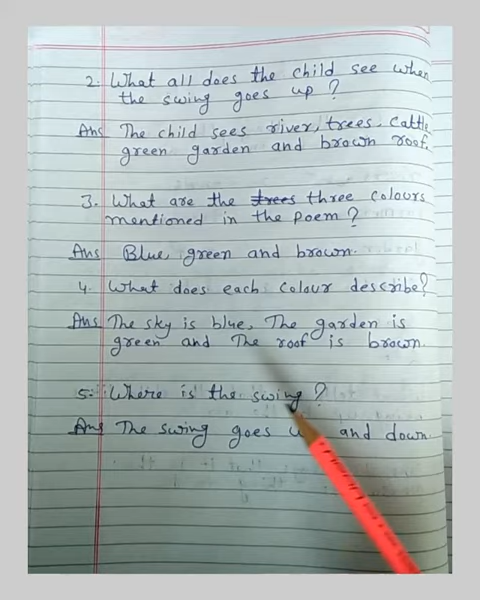 2. What all does the child see when
the swing goes up ?
Ans The child sees river, trees, cattle,
green garden and brown roof.
3. What are the trees three colours
mentioned in the poem ?
Ans Blue, green and brown.
4. What does each colour describe?
Ans The sky is blue, The garden is
green and The roof is brown.
5. Where is the swing ?
Ans The swing goes and down.